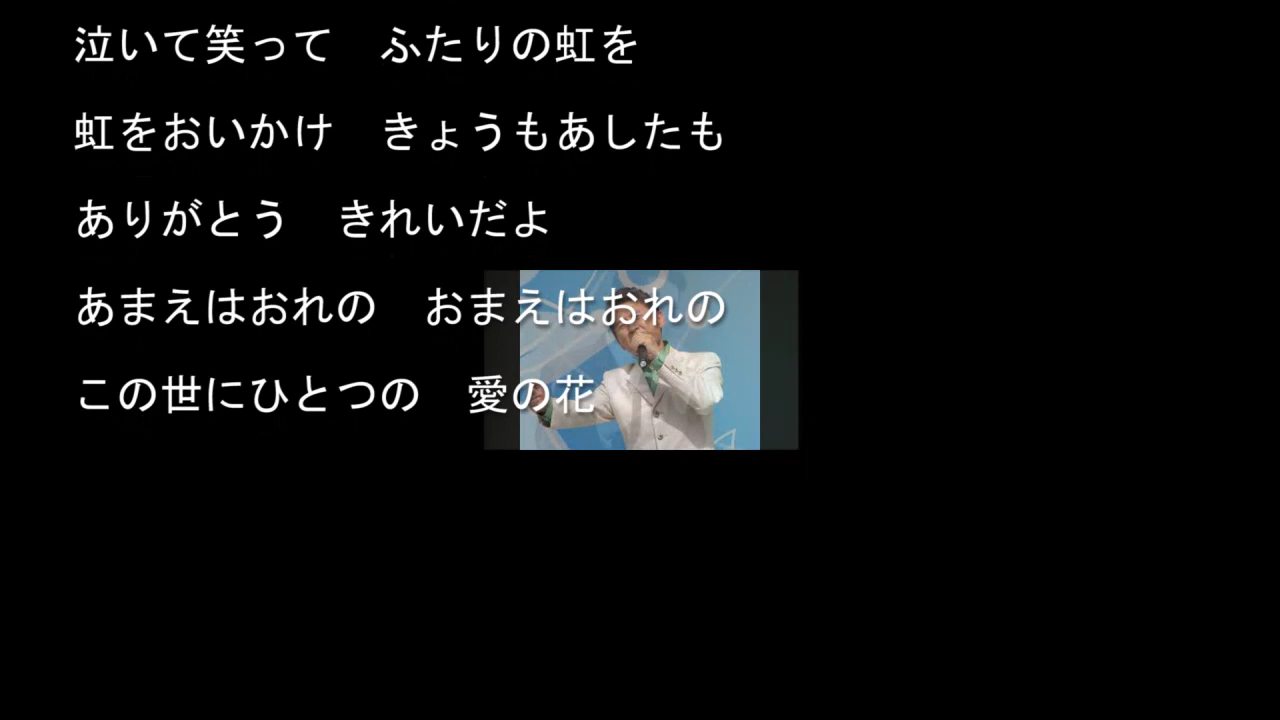 泣いて笑って　ふたりの虹を
虹をおいかけ　きょうもあしたも
ありがとう　きれいだよ
あまえはおれの　おまえはおれの
この世にひとつの　愛の花